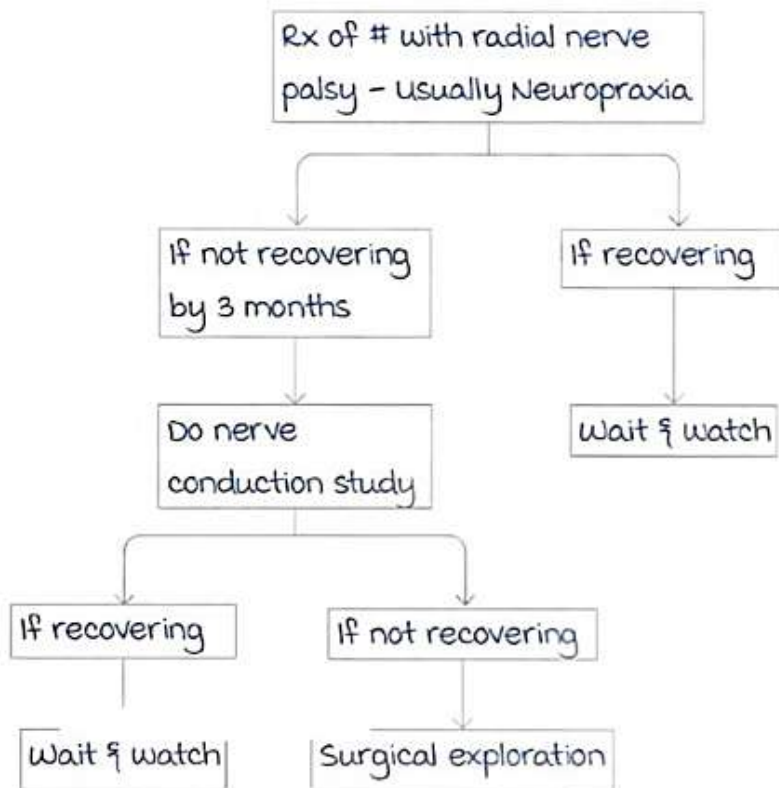 Rx of # with radial nerve
palsy - Usually Neuropraxia
If not recovering
by 3 months
If recovering
Do nerve
conduction study
Wait & watch
If recovering
If not recovering
Wait & watch
Surgical exploration